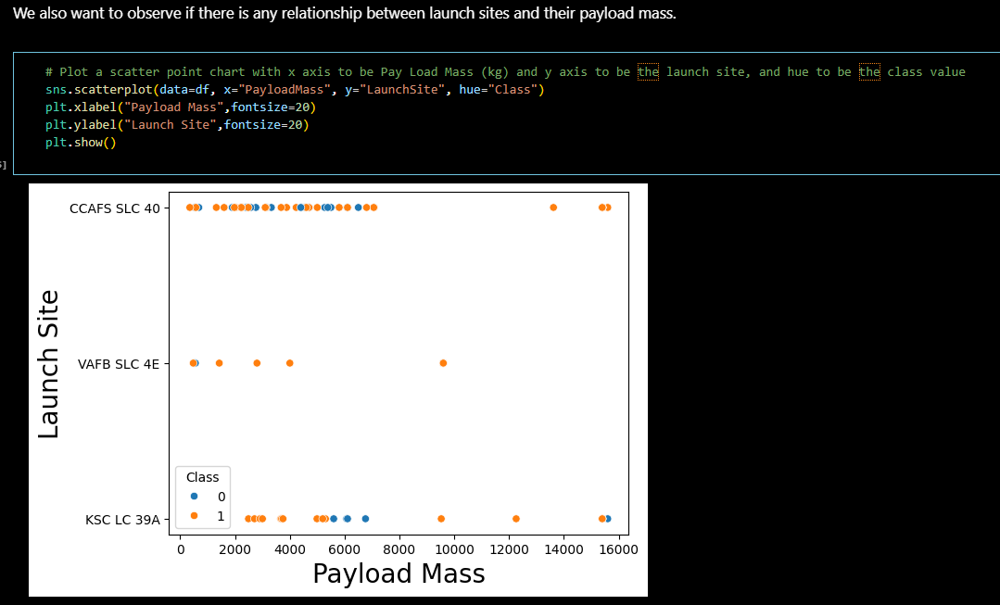 We also want to observe if there is any relationship between launch sites and their payload mass.
# Plot a scatter point chart with x axis to be Pay Load Mass (kg) and y axis to be the launch site, and hue to be the class value
sns.scatterplot(data=df, x="PayloadMass", y="LaunchSite", hue="Class")
plt.xlabel("Payload Mass",fontsize=20)
plt.ylabel("Launch Site",fontsize=20)
plt.show()
CCAFS SLC 40
VAFB SLC 4E
KSC LC 39A
Launch Site
Class
0
1
0 2000 4000 6000 8000 10000 12000 14000 16000
Payload Mass